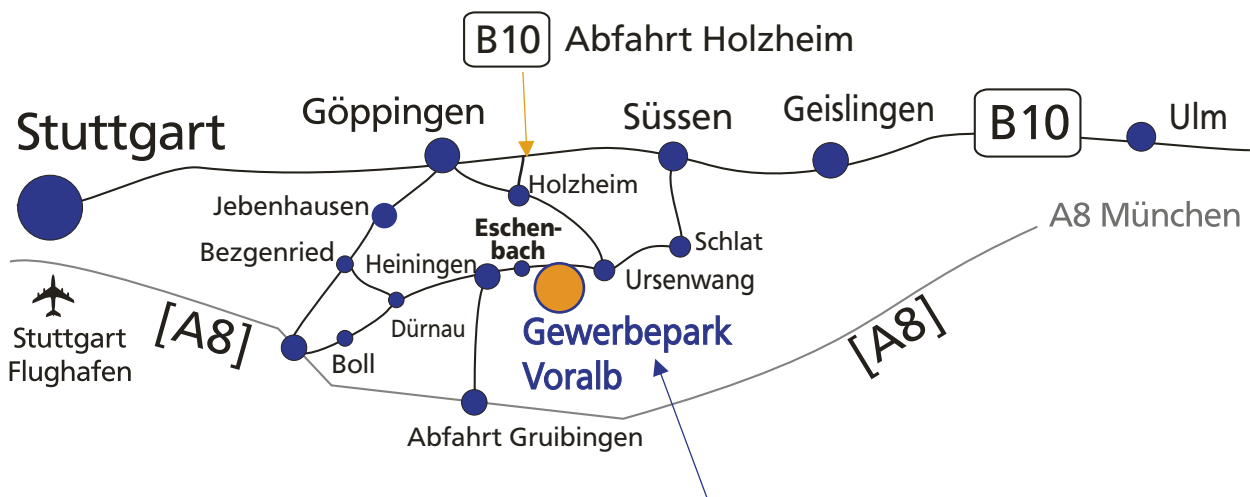 B10 Abfahrt Holzheim
Stuttgart
Göppingen
Süssen
Geislingen
B10
Ulm
Holzheim
Jebenhausen
Eschen-
bach
Schlat
A8 München
Bezgenried
Heiningen
Ursenwang
Stuttgart
Flughafen
[A8]
Dürnau
Boll
Gewerbepark
Voralb
[A8]
Abfahrt Gruibingen